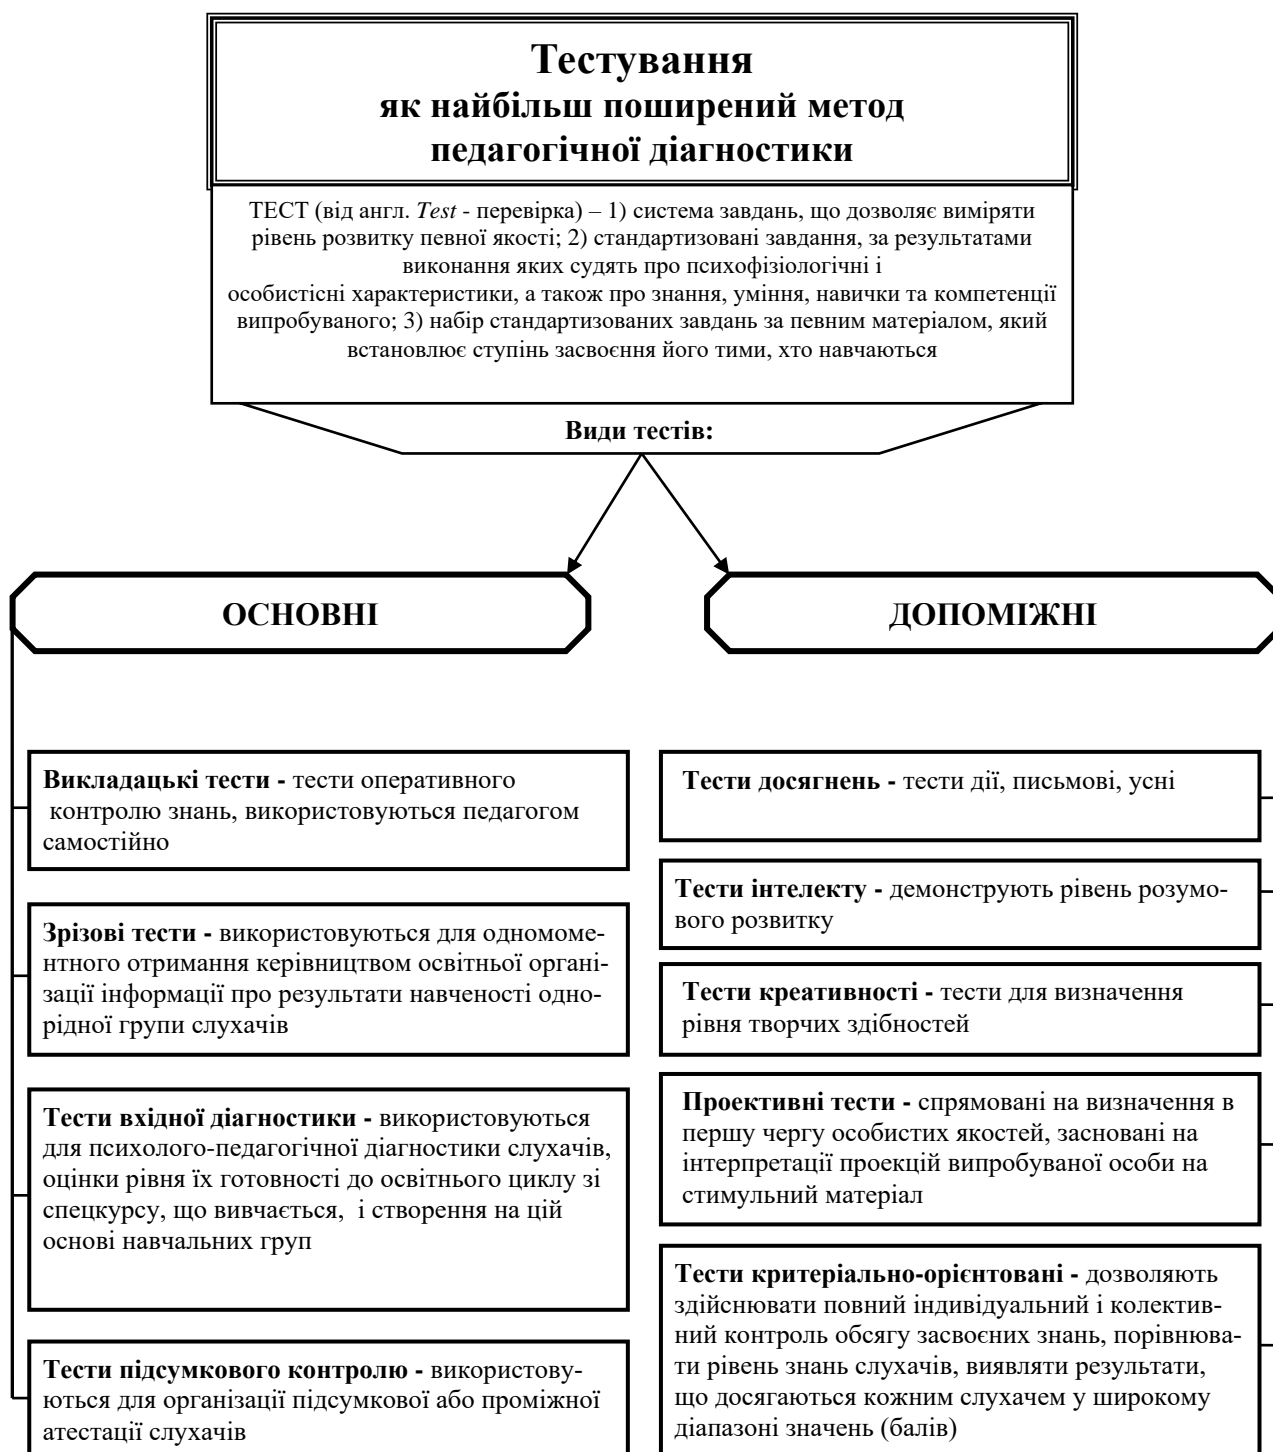 Тестування
як найбільш поширений метод
педагогічної діагностики
ТЕСТ (від англ. Test - перевірка) – 1) система завдань, що дозволяє виміряти
рівень розвитку певної якості; 2) стандартизовані завдання, за результатами
виконання яких судять про психофізіологічні і
особистісні характеристики, а також про знання, уміння, навички та компетенції
випробуваного; 3) набір стандартизованих завдань за певним матеріалом, який
встановлює ступінь засвоєння його тими, хто навчаються
Види тестів:
ОСНОВНІ
Викладацькі тести - тести оперативного
контролю знань, використовуються педагогом
самостійно
Зрізові тести - використовуються для одномоме-
нтного отримання керівництвом освітньої органі-
зації інформації про результати навченості одно-
рідної групи слухачів
Тести вхідної діагностики - використовуються
для психолого-педагогічної діагностики слухачів,
оцінки рівня їх готовності до освітнього циклу зі
спецкурсу, що вивчається,  і створення на цій
основі навчальних груп
Тести підсумкового контролю - використову-
ються для організації підсумкової або проміжної
атестації слухачів
ДОПОМІЖНІ
Тести досягнень - тести дії, письмові, усні
Тести інтелекту - демонструють рівень розумо-
вого розвитку
Тести креативності - тести для визначення
рівня творчих здібностей
Проективні тести - спрямовані на визначення в
першу чергу особистих якостей, засновані на
інтерпретації проекцій випробуваної особи на
стимульний матеріал
Тести критеріально-орієнтовані - дозволяють
здійснювати повний індивідуальний і колектив-
ний контроль обсягу засвоєних знань, порівнюва-
ти рівень знань слухачів, виявляти результати,
що досягаються кожним слухачем у широкому
діапазоні значень (балів)